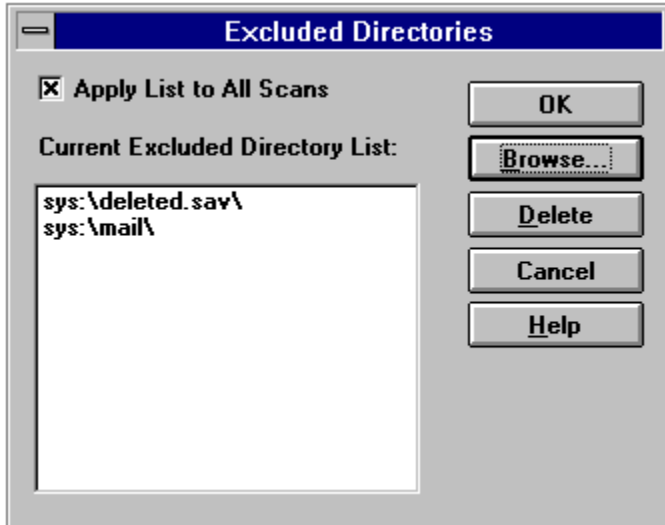 Excluded Directories
Apply List to All Scans
OK
Current Excluded Directory List:
Browse...
sys:\deleted.sav\
sys:\mail\
Delete
Cancel
Help